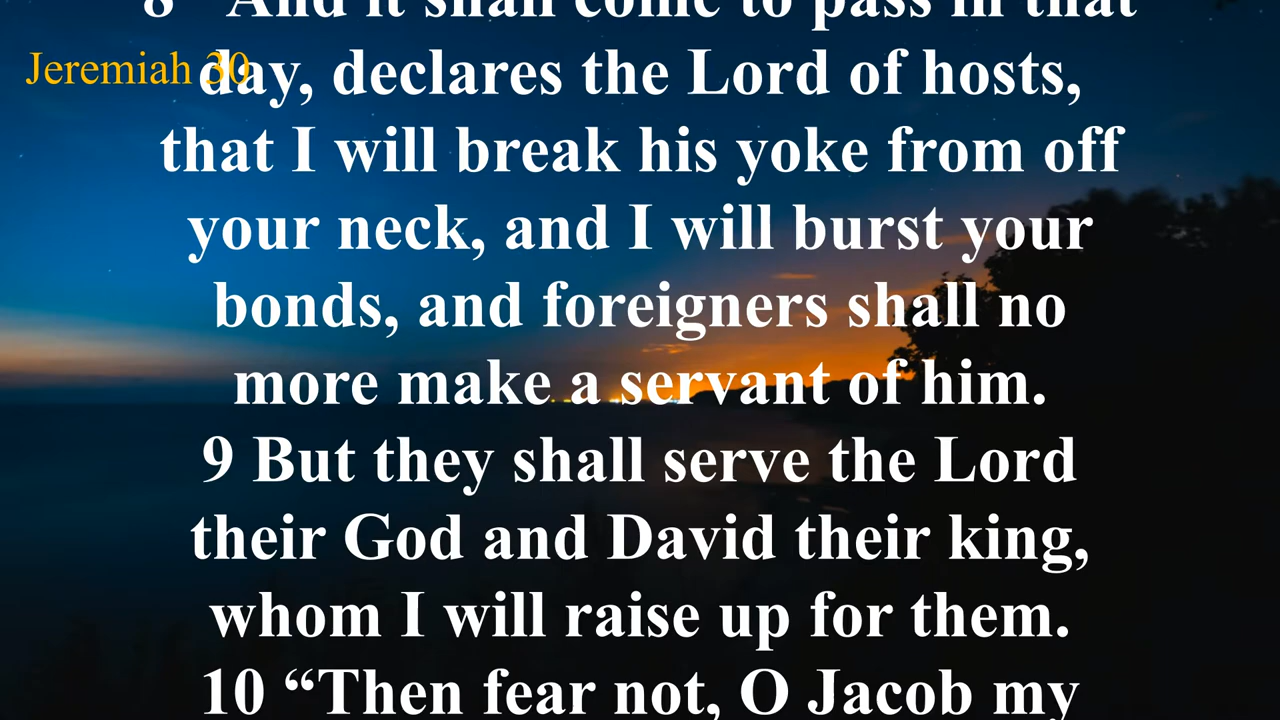 8 “And it shall come to pass in that
Jeremiah 30
day, declares the Lord of hosts,
that I will break his yoke from off
your neck, and I will burst your
bonds, and foreigners shall no
more make a servant of him.
9 But they shall serve the Lord
their God and David their king,
whom I will raise up for them.
10 “Then fear not, O Jacob my